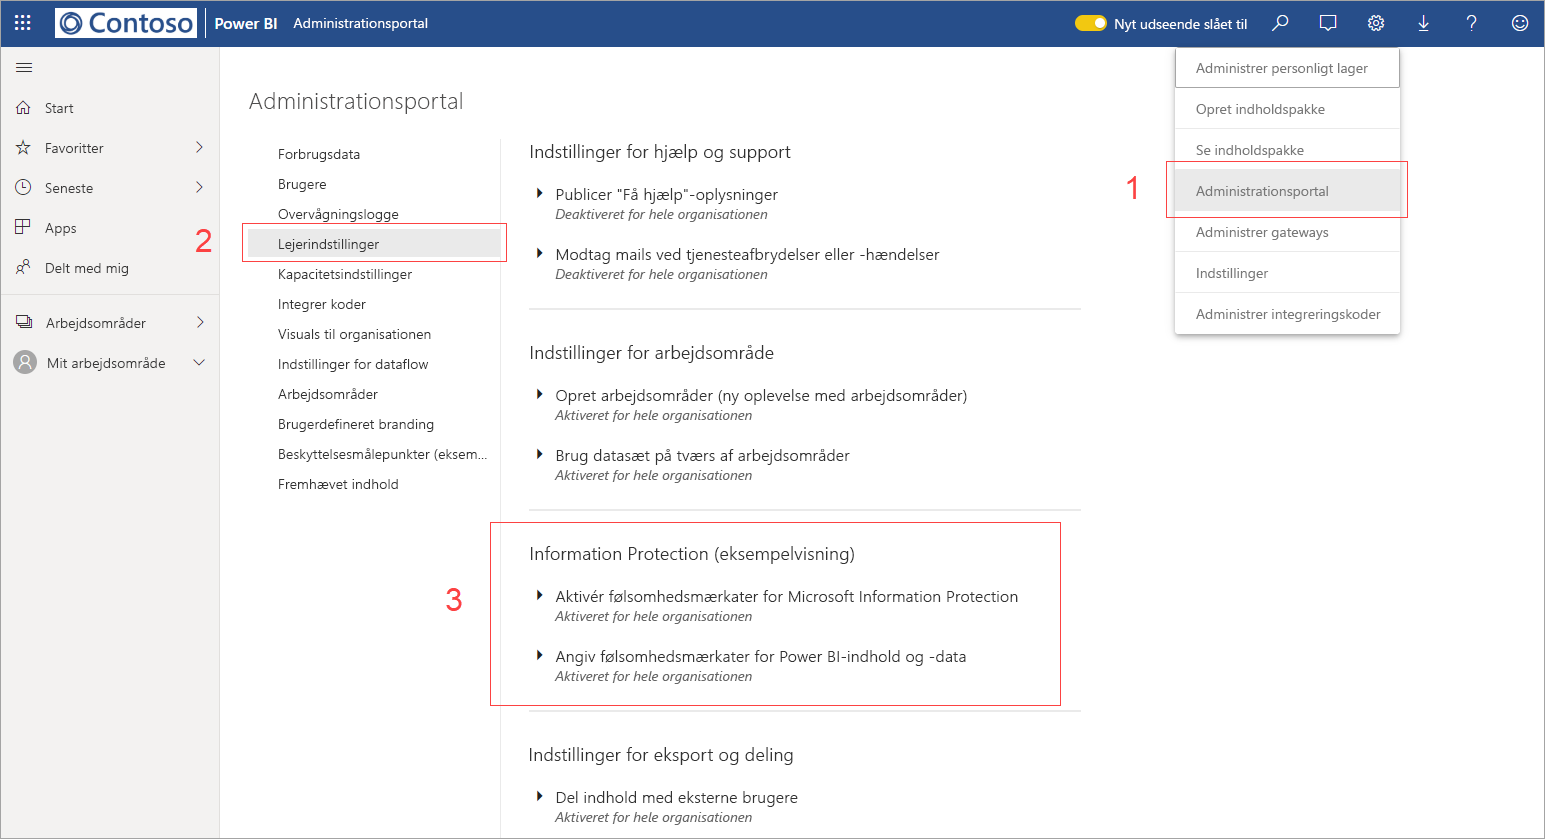 Contoso
Power BI
Administrationsportal
Nyt udseende slået til
Start
Favoritter
Seneste
Apps
Delt med mig
Arbejdsområder
Mit arbejdsområde
Administrationsportal
Forbrugsdata
Brugere
Overvågningslogge
2
Lejerindstillinger
Kapacitetsindstillinger
Integrer koder
Visuals til organisationen
Indstillinger for dataflow
Arbejdsområder
Brugerdefineret branding
Beskyttelsesmålepunkter (eksem...
Fremhævet indhold
Indstillinger for hjælp og support
Publicer "Få hjælp"-oplysninger
Deaktiveret for hele organisationen
Modtag mails ved tjenesteafbrydelser eller -hændelser
Deaktiveret for hele organisationen
Indstillinger for arbejdsområde
Opret arbejdsområder (ny oplevelse med arbejdsområder)
Aktiveret for hele organisationen
Brug datasæt på tværs af arbejdsområder
Aktiveret for hele organisationen
3
Information Protection (eksempelvisning)
Aktivér følsomhedsmærkater for Microsoft Information Protection
Aktiveret for hele organisationen
Angiv følsomhedsmærkater for Power BI-indhold og -data
Aktiveret for hele organisationen
Indstillinger for eksport og deling
Del indhold med eksterne brugere
Aktiveret for hele organisationen
Administrer personligt lager
Opret indholdspakke
Se indholdspakke
1
Administrationsportal
Administrer gateways
Indstillinger
Administrer integreringskoder